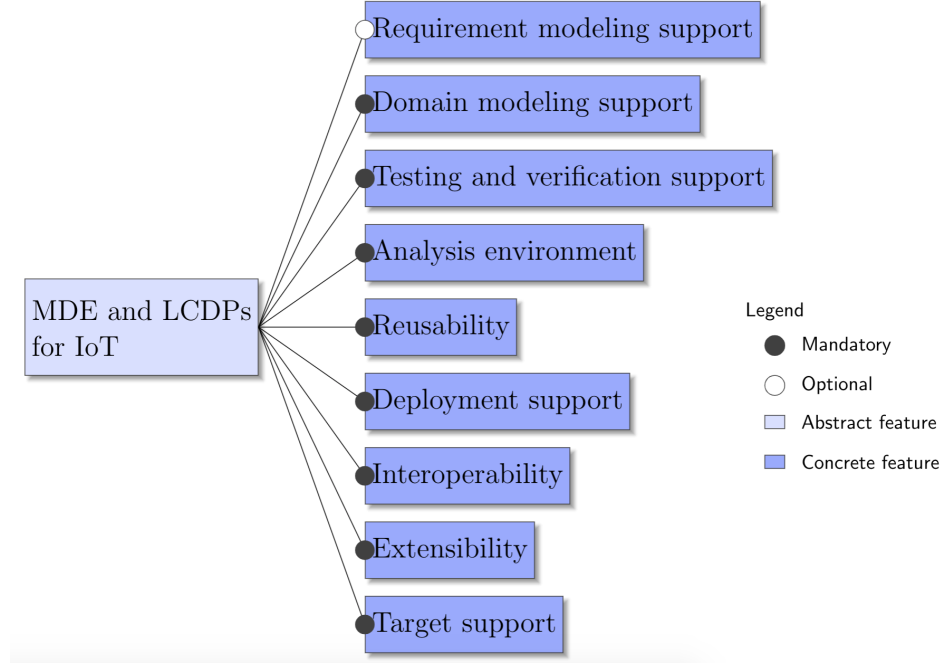 Requirement modeling support
Domain modeling support
Testing and verification support
Analysis environment
MDE and LCDPs
for IoT
Reusability
Deployment support
Interoperability
Extensibility
Target support
Legend
Mandatory
Optional
Abstract feature
Concrete feature